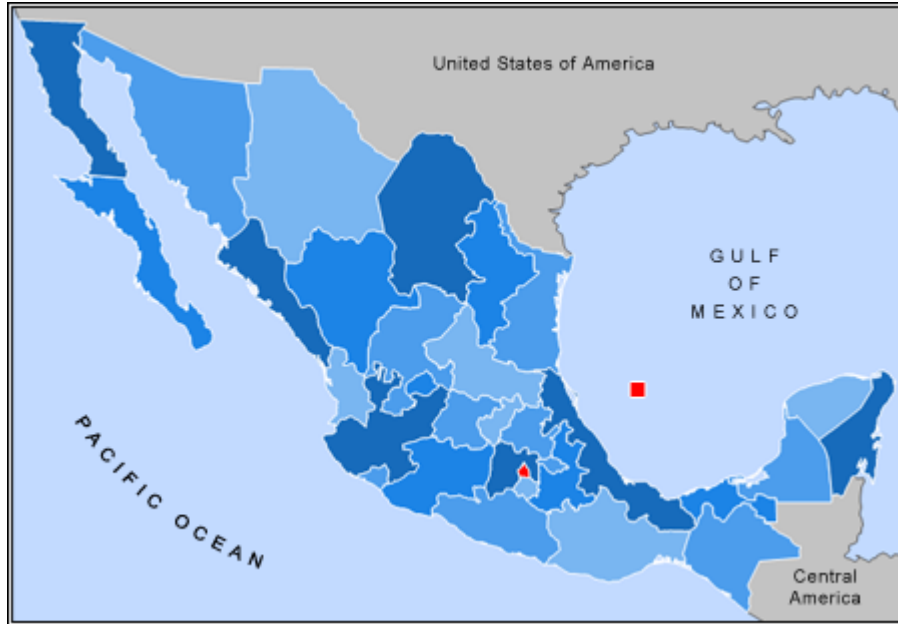 United States of America
GULF
OF
MEXICO
PACIFIC OCEAN
Central
America